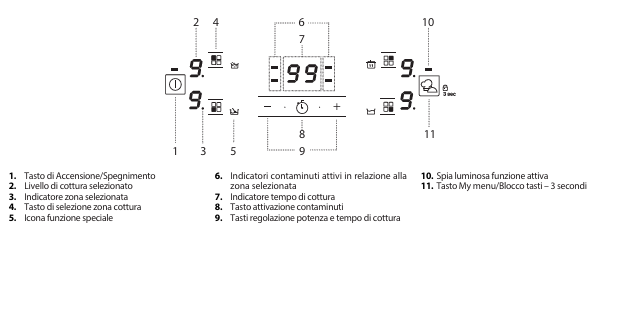 2 4 6 10
7
9. 99 9.
3 sec
9. − + 9.
8 11
1 3 5 9
1. Tasto di Accensione/Spegnimento
2. Livello di cottura selezionato
3. Indicatore zona selezionata
4. Tasto di selezione zona cottura
5. Icona funzione speciale
6. Indicatori contaminuti attivi in relazione alla
zona selezionata
7. Indicatore tempo di cottura
8. Tasto attivazione contaminuti
9. Tasti regolazione potenza e tempo di cottura
10. Spia luminosa funzione attiva
11. Tasto My menu/Blocco tasti – 3 secondi